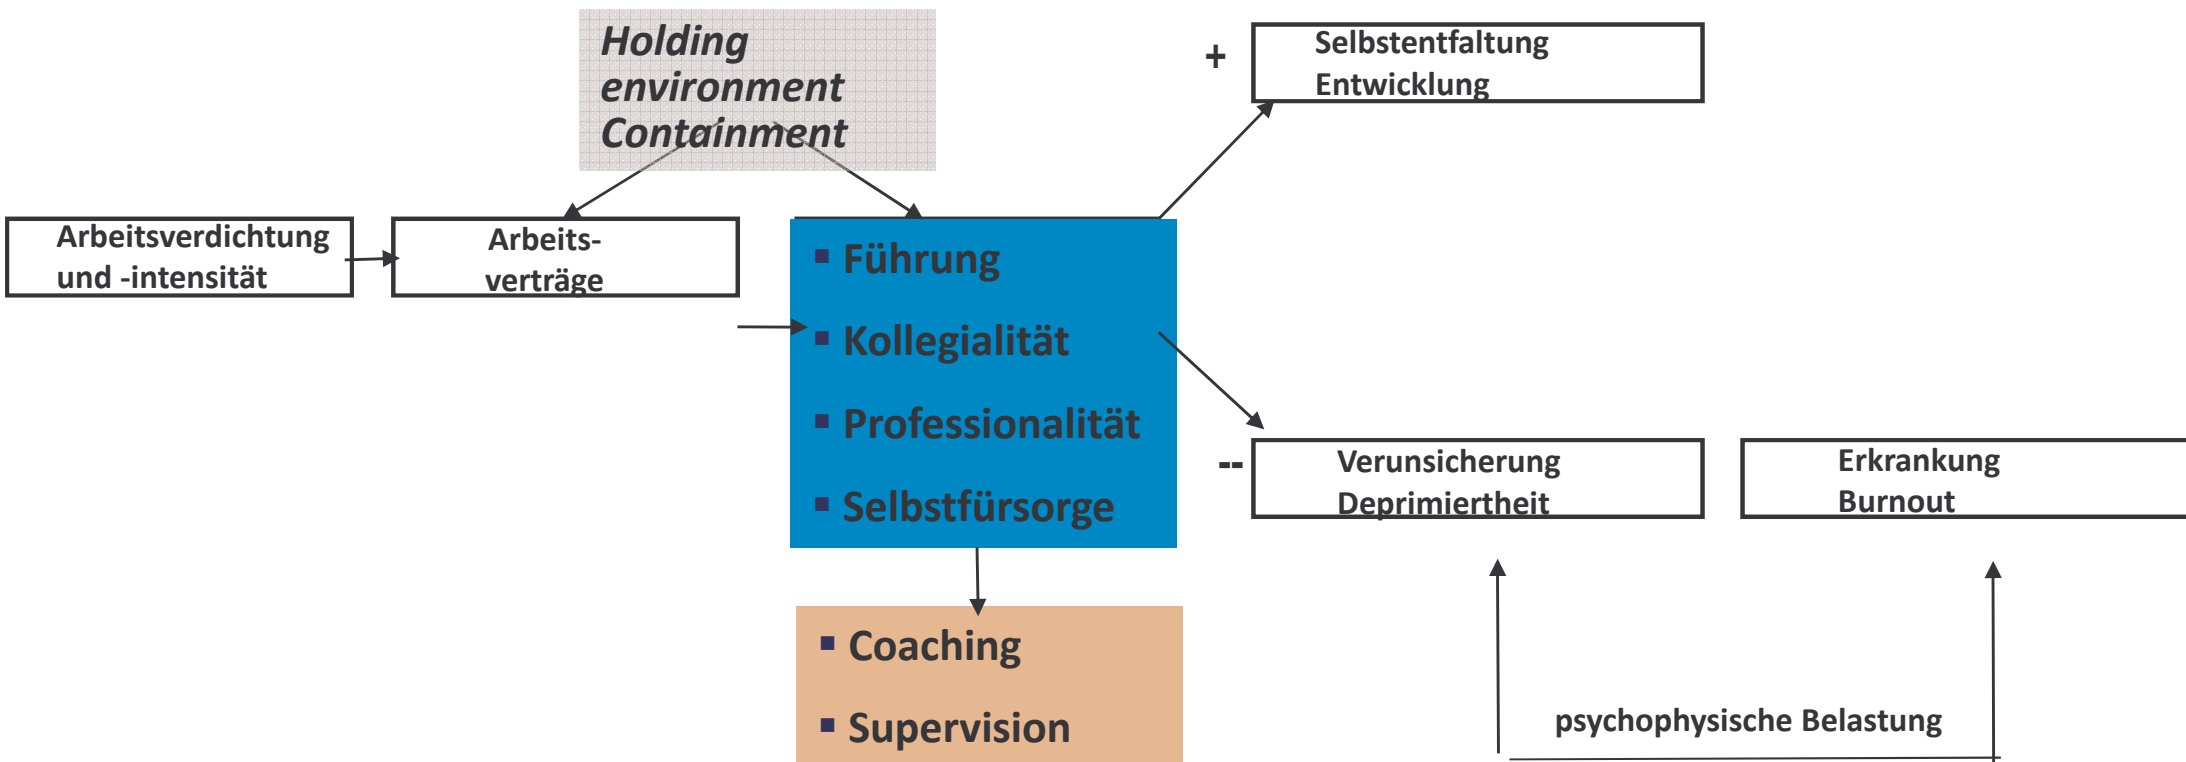 Holding
environment
Containment
+
Selbstentfaltung
Entwicklung
Arbeitsverdichtung
und -intensität
Arbeits-
verträge
▪ Führung
▪ Kollegialität
▪ Professionalität
▪ Selbstfürsorge
--
Verunsicherung
Deprimiertheit
Erkrankung
Burnout
▪ Coaching
▪ Supervision
psychophysische Belastung